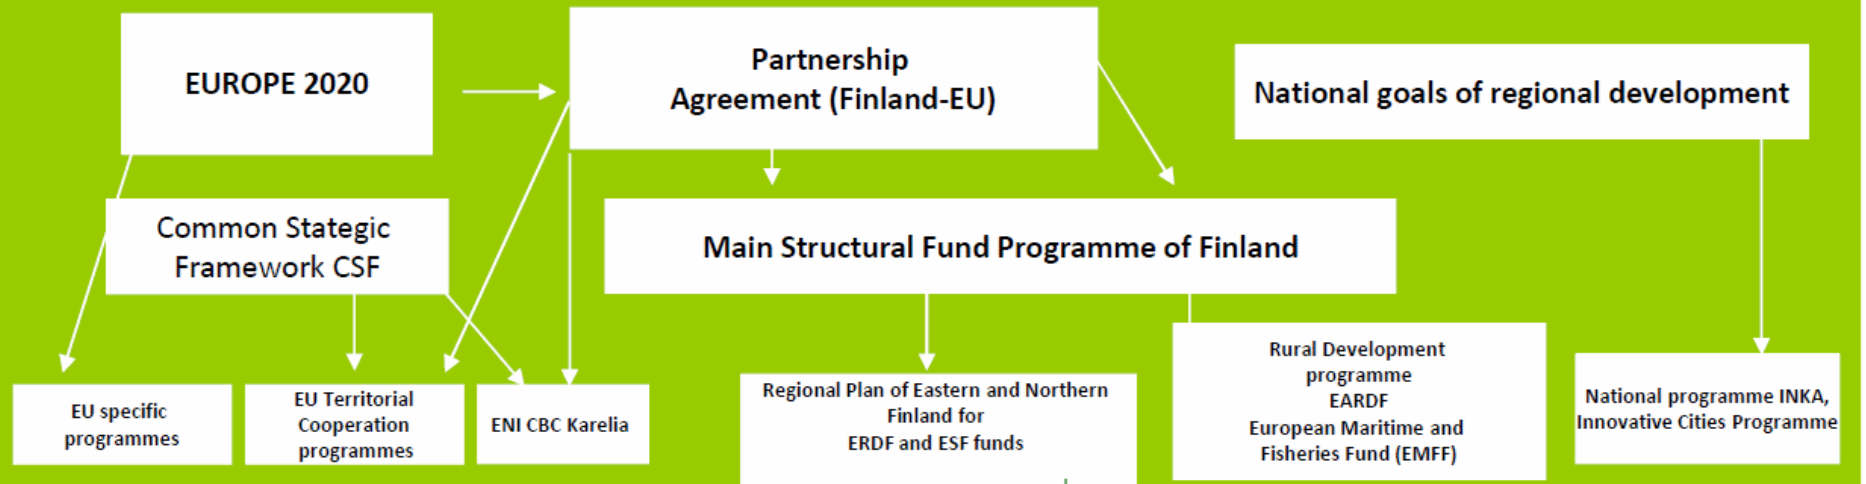 EUROPE 2020
Partnership
Agreement (Finland-EU)
National goals of regional development
Common Stategic
Framework CSF
Main Structural Fund Programme of Finland
EU specific
programmes
EU Territorial
Cooperation
programmes
ENI CBC Karelia
Regional Plan of Eastern and Northern
Finland for
ERDF and ESF funds
Rural Development
programme
EARDF
European Maritime and
Fisheries Fund (EMFF)
National programme INKA,
Innovative Cities Programme